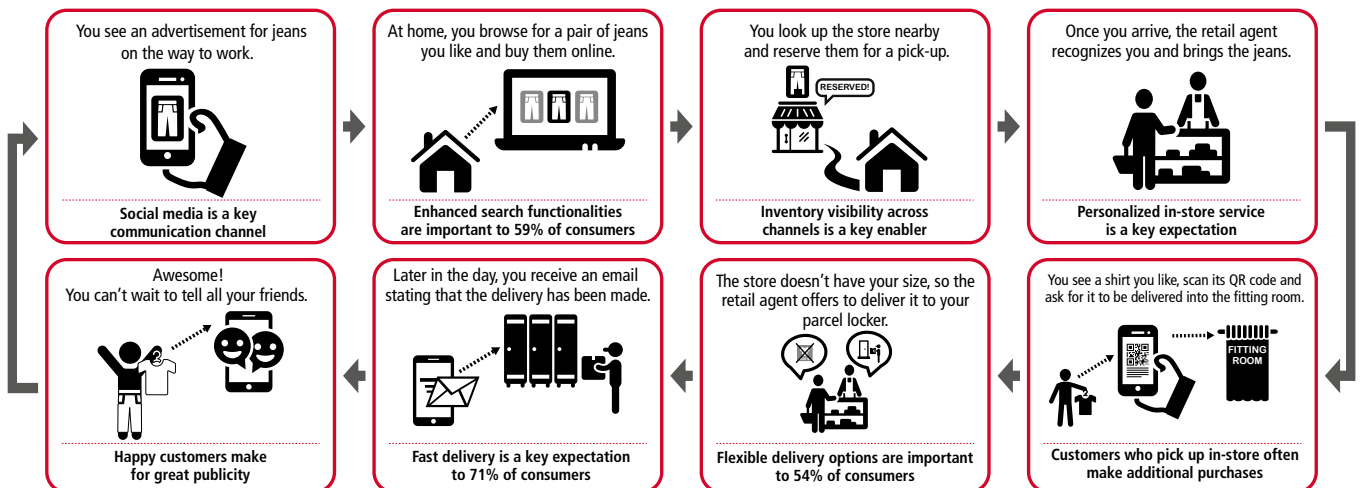 You see an advertisement for jeans
on the way to work.
Social media is a key
communication channel
At home, you browse for a pair of jeans
you like and buy them online.
Enhanced search functionalities
are important to 59% of consumers
You look up the store nearby
and reserve them for a pick-up.
RESERVED!
Inventory visibility across
channels is a key enabler
Once you arrive, the retail agent
recognizes you and brings the jeans.
Personalized in-store service
is a key expectation
You see a shirt you like, scan its QR code and
ask for it to be delivered into the fitting room.
FITTING
ROOM
Customers who pick up in-store often
make additional purchases
The store doesn't have your size, so the
retail agent offers to deliver it to your
parcel locker.
Flexible delivery options are important
to 54% of consumers
Later in the day, you receive an email
stating that the delivery has been made.
Fast delivery is a key expectation
to 71% of consumers
Awesome!
You can't wait to tell all your friends.
Happy customers make
for great publicity